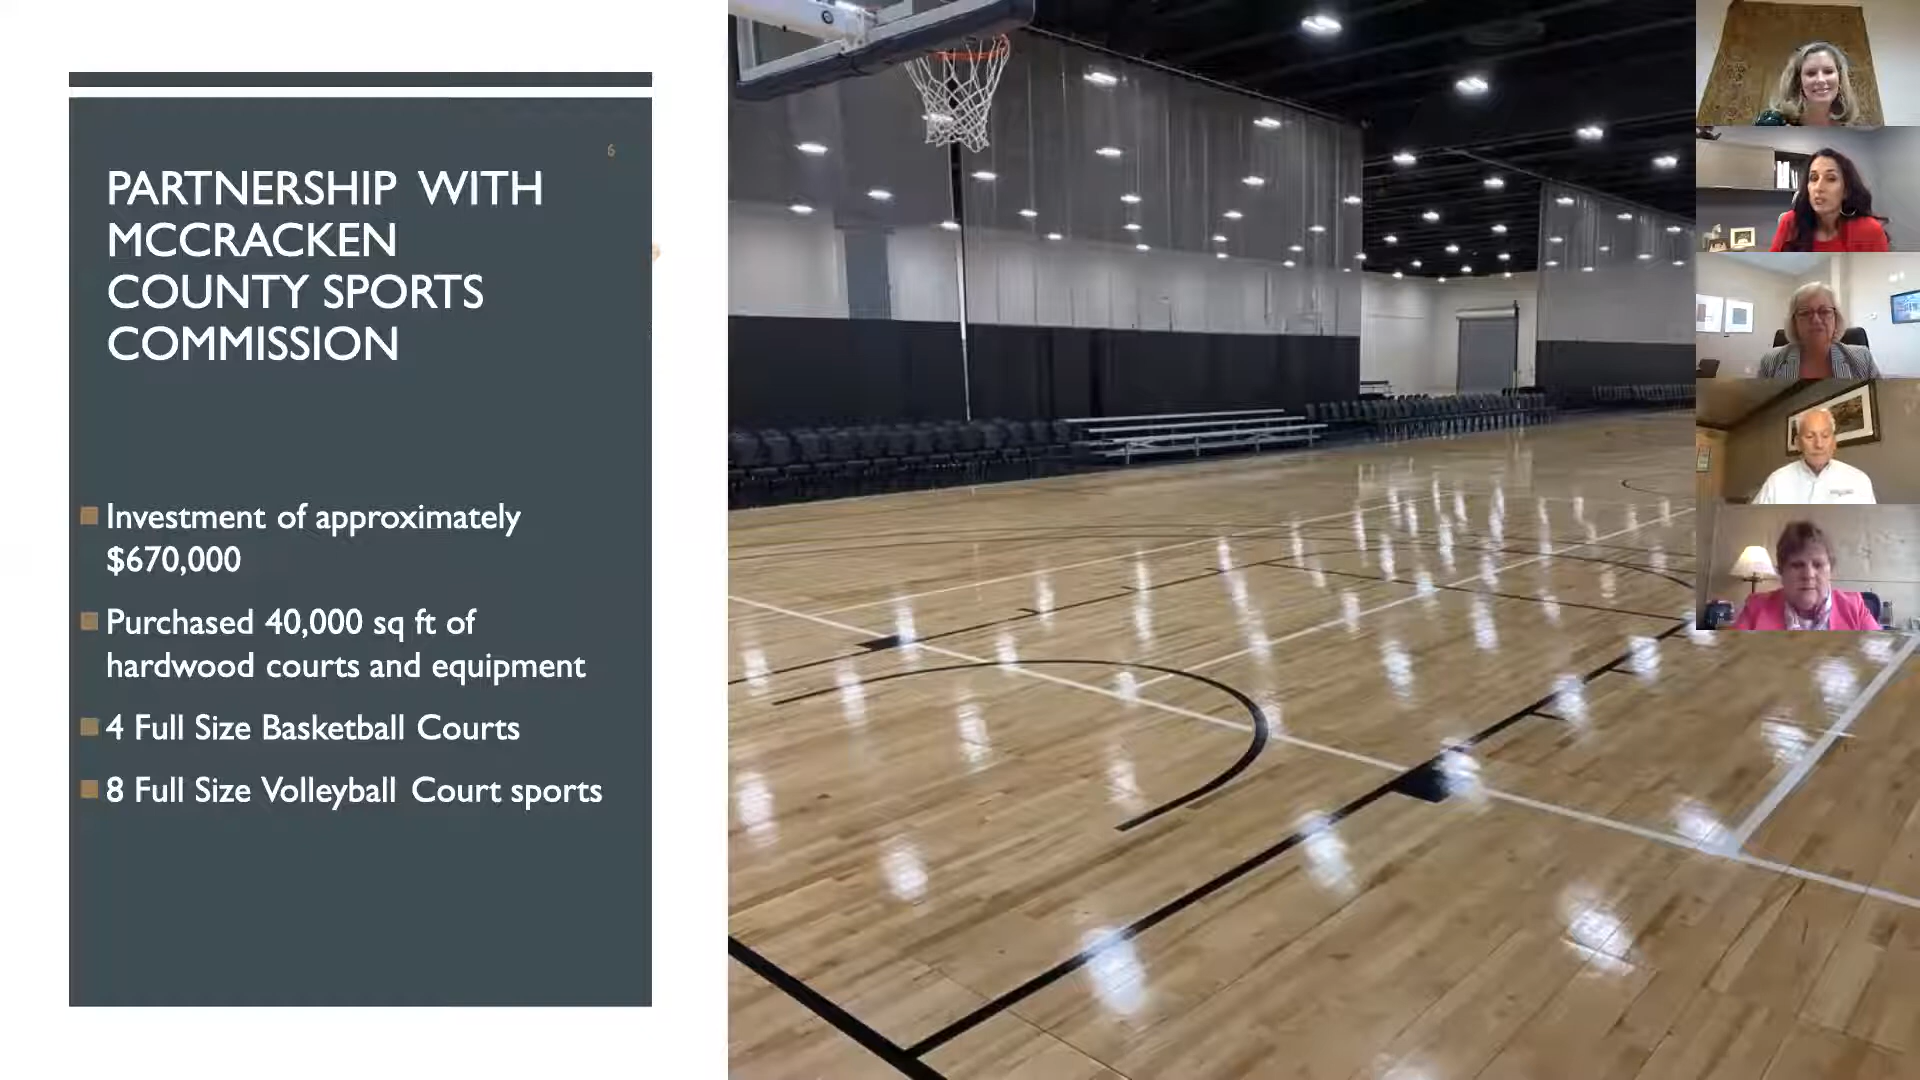 6
PARTNERSHIP WITH
MCCRACKEN
COUNTY SPORTS
COMMISSION
Investment of approximately
$670,000
Purchased 40,000 sq ft of
hardwood courts and equipment
4 Full Size Basketball Courts
8 Full Size Volleyball Court sports